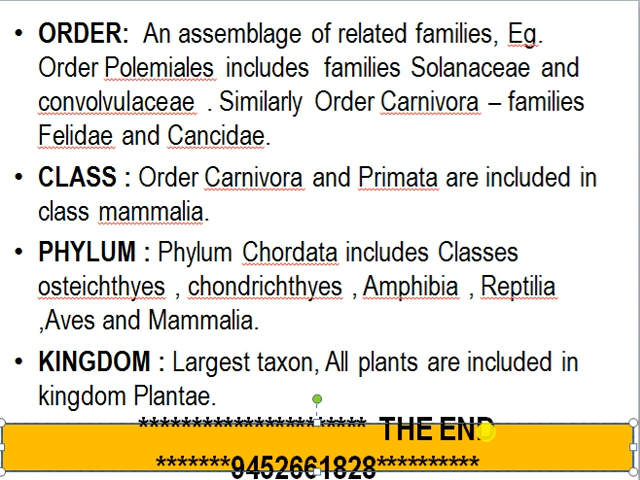 • ORDER: An assemblage of related families, Eg.
Order Polemiales includes families Solanaceae and
convolvulaceae . Similarly Order Carnivora – families
Felidae and Cancidae.
• CLASS : Order Carnivora and Primata are included in
class mammalia.
• PHYLUM : Phylum Chordata includes Classes
osteichthyes , chondrichthyes , Amphibia , Reptilia
,Aves and Mammalia.
• KINGDOM : Largest taxon, All plants are included in
kingdom Plantae.
********************** THE END
*******9452661828**********